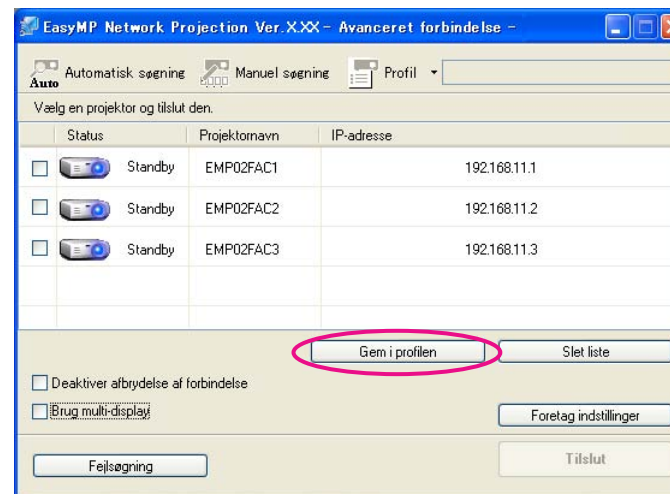 EasyMP Network Projection Ver.X.XX - Avanceret forbindelse -
Auto Automatisk søgning Manuel søgning Profil
Vælg en projektor og tilslut den.
Status Projektornavn IP-adresse
Standby EMP02FAC1 192.168.11.1
Standby EMP02FAC2 192.168.11.2
Standby EMP02FAC3 192.168.11.3
Gem i profilen Slet liste
Deaktiver afbrydelse af forbindelse
Brug multi-display
Foretag indstillinger
Fejlsøgning Tilslut